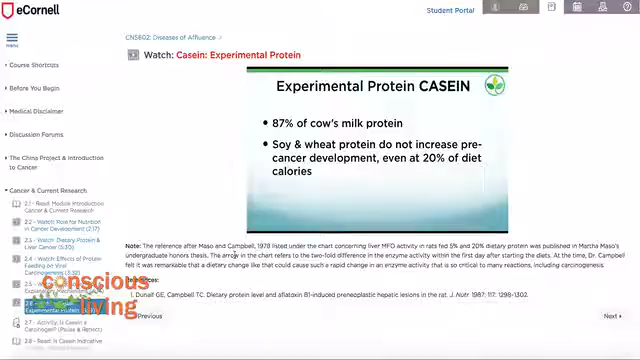 eCornell
Student Portal
menu
CNS602: Diseases of Affluence
Watch: Casein: Experimental Protein
Course Shortcuts
Before You Begin
Medical Disclaimer
Discussion Forums
The China Project & Introduction
to Cancer
Cancer & Current Research
2.1 - Read: Module Introduction
Cancer & Current Research
2.2 - Watch: Role for Nutrition
in Cancer Development (2:17)
2.3 - Watch: Dietary Protein &
Liver Cancer (5:30)
2.4 - Watch: Effects of Protein
Feeding on Viral
Experimental Protein CASEIN
• 87% of cow's milk protein
• Soy & wheat protein do not increase pre-
cancer development, even at 20% of diet
calories
Note: The reference after Maso and Campbell, 1978 listed under the chart concerning liver MFO activity in rats fed 5% and 20% dietary protein was published in Martha Maso's
undergraduate honors thesis. The arrow in the chart refers to the two-fold difference in the enzyme activity within the first day after starting the diets. At the time, Dr. Campbell
felt it was remarkable that a dietary change like that could cause such a rapid change in an enzyme activity that is so critical to many reactions, including carcinogenesis
1. Dunaif GE, Campbell TC. Dietary protein level and aflatoxin B1-induced preneoplastic hepatic lesions in the rat. J. Nutr 1987; 117: 1298-1302.
conscious
living
Experimental Protein
2.7 - Activity: Is Casein a
Carcinogen? (Pause & Reflect)
2.8 - Read: Is Casein Indicative
Previous
Next